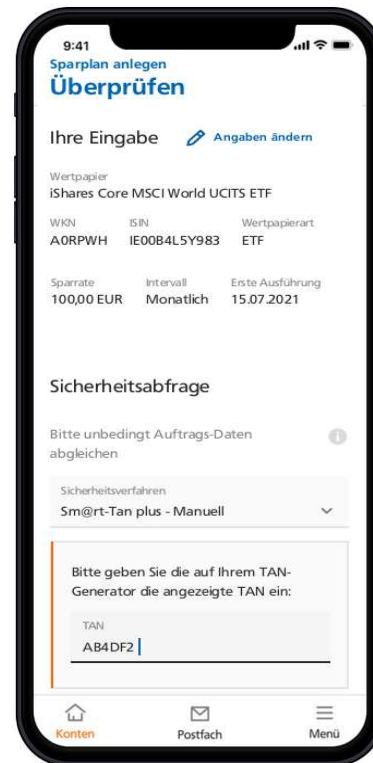 9:41
Sparplan anlegen
Überprüfen
Ihre Eingabe Angaben ändern
Wertpapier
iShares Core MSCI World UCITS ETF
WKN ISIN Wertpapierart
A0RPWH IE00B4L5Y983 ETF
Sparrate Intervall Erste Ausführung
100,00 EUR Monatlich 15.07.2021
Sicherheitsabfrage
Bitte unbedingt Auftrags-Daten
abgleichen
Sicherheitsverfahren
Sm@rt-Tan plus - Manuell
Bitte geben Sie die auf Ihrem TAN-
Generator die angezeigte TAN ein:
TAN
AB4DF2
Konten Postfach Menü